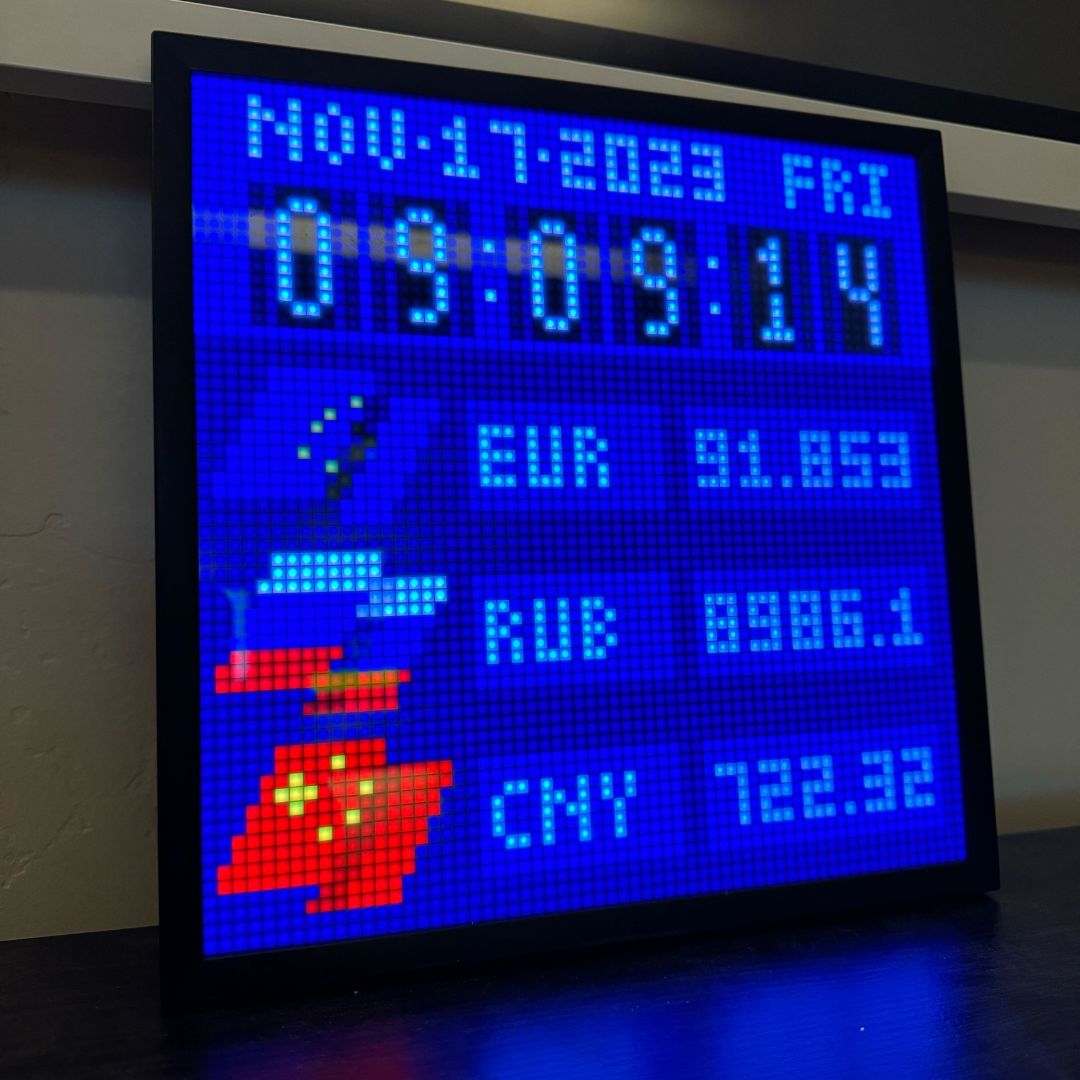 NOV·17·2023 FRI
09:09:14
EUR 91.853
RUB 8986.1
CNY 722.32